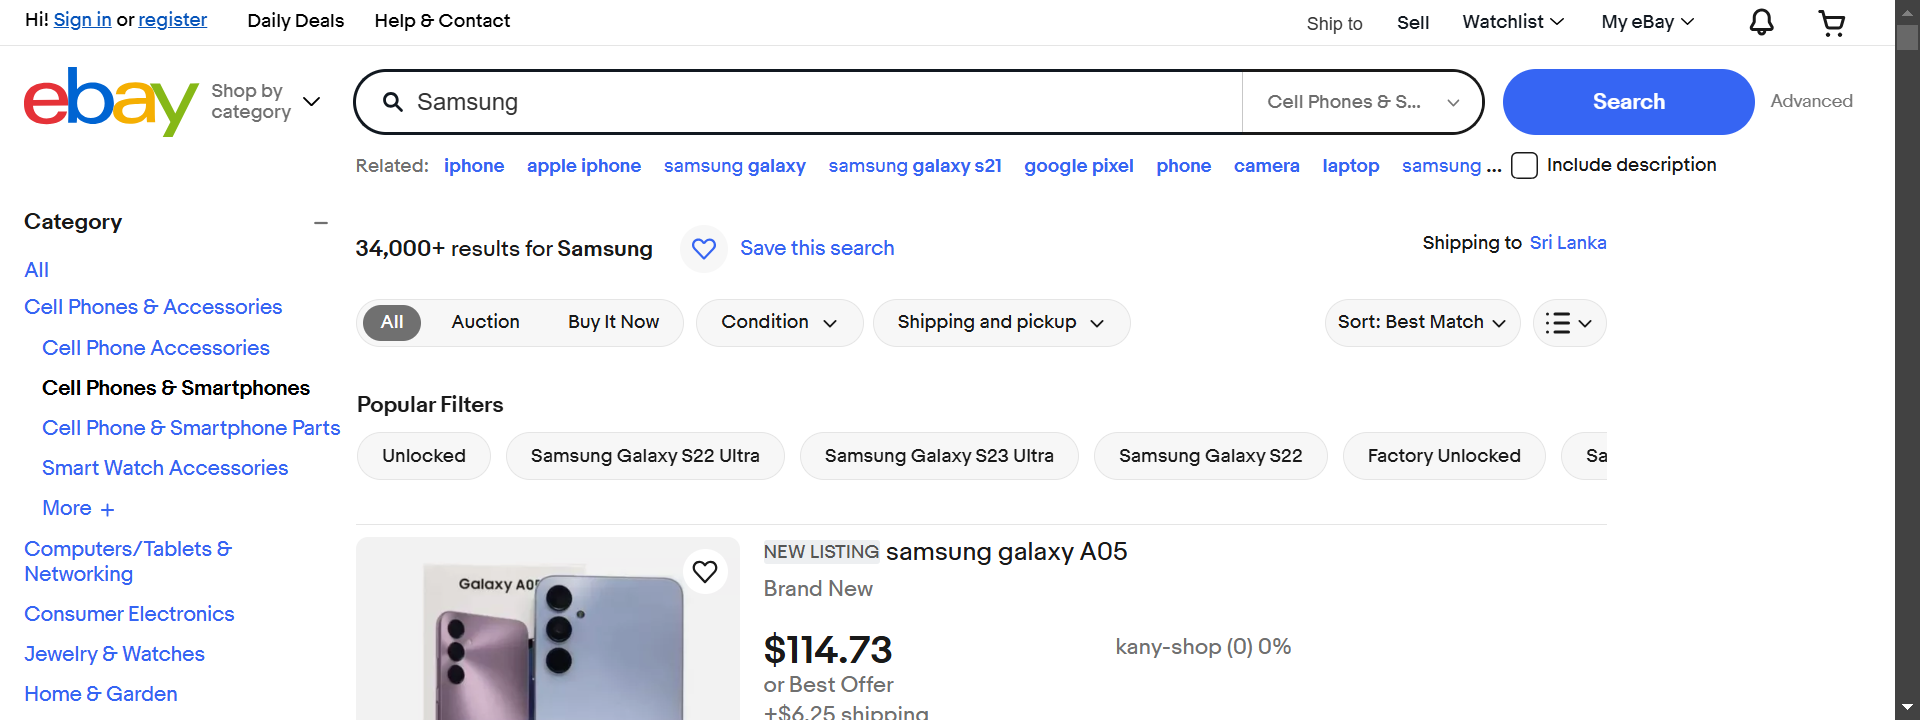 Hi! Sign in or register Daily Deals Help & Contact Ship to Sell Watchlist My eBay
ebay Shop by category Samsung Cell Phones & S... Search Advanced
Related: iphone apple iphone samsung galaxy samsung galaxy s21 google pixel phone camera laptop samsung ... Include description
Category
All
Cell Phones & Accessories
Cell Phone Accessories
Cell Phones & Smartphones
Cell Phone & Smartphone Parts
Smart Watch Accessories
More +
Computers/Tablets &
Networking
Consumer Electronics
Jewelry & Watches
Home & Garden
34,000+ results for Samsung Save this search Shipping to Sri Lanka
All Auction Buy It Now Condition Shipping and pickup Sort: Best Match
Popular Filters
Unlocked Samsung Galaxy S22 Ultra Samsung Galaxy S23 Ultra Samsung Galaxy S22 Factory Unlocked Sa
Galaxy A05
NEW LISTING samsung galaxy A05
Brand New
$114.73 kany-shop (0) 0%
or Best Offer
+$6.25 shipping